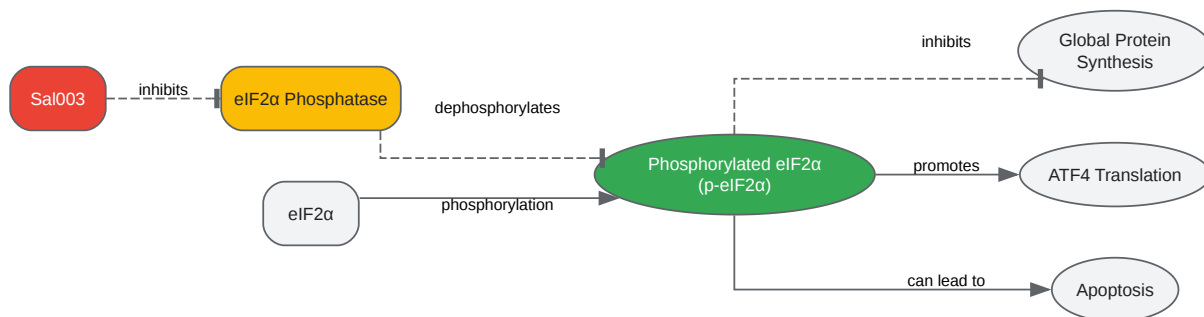 Sal003
inhibits
eIF2α Phosphatase
dephosphorylates
eIF2α
phosphorylation
Phosphorylated eIF2α
(p-eIF2α)
inhibits
Global Protein
Synthesis
promotes
ATF4 Translation
can lead to
Apoptosis